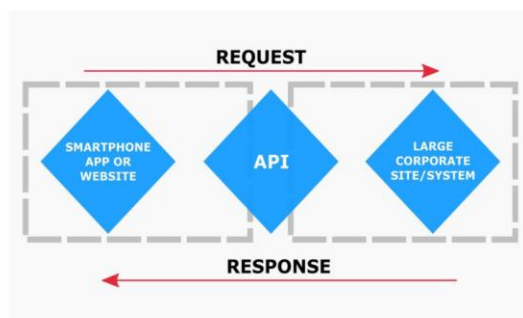 REQUEST
SMARTPHONE
APP OR
WEBSITE
API
LARGE
CORPORATE
SITE/SYSTEM
RESPONSE